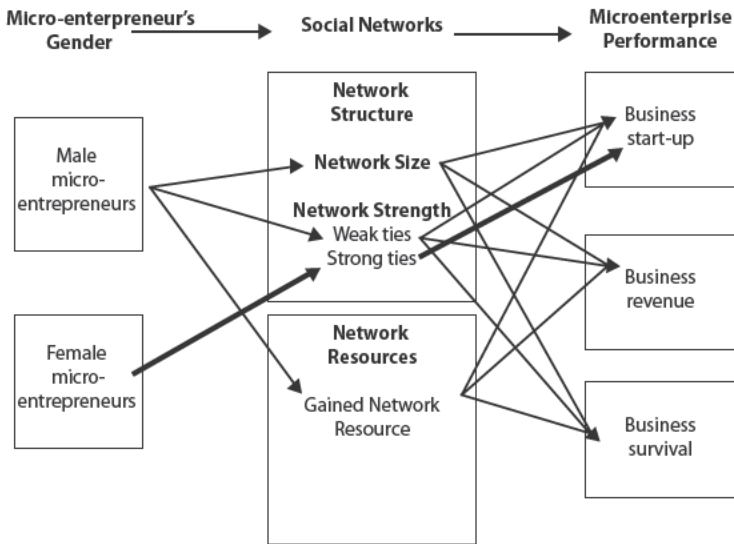 Micro-enterpreneur's
Gender
Social Networks
Microenterprise
Performance
Male
micro-
entrepreneurs
Female
micro-
entrepreneurs
Network
Structure
Network Size
Network Strength
Weak ties
Strong ties
Network
Resources
Gained Network
Resource
Business
start-up
Business
revenue
Business
survival